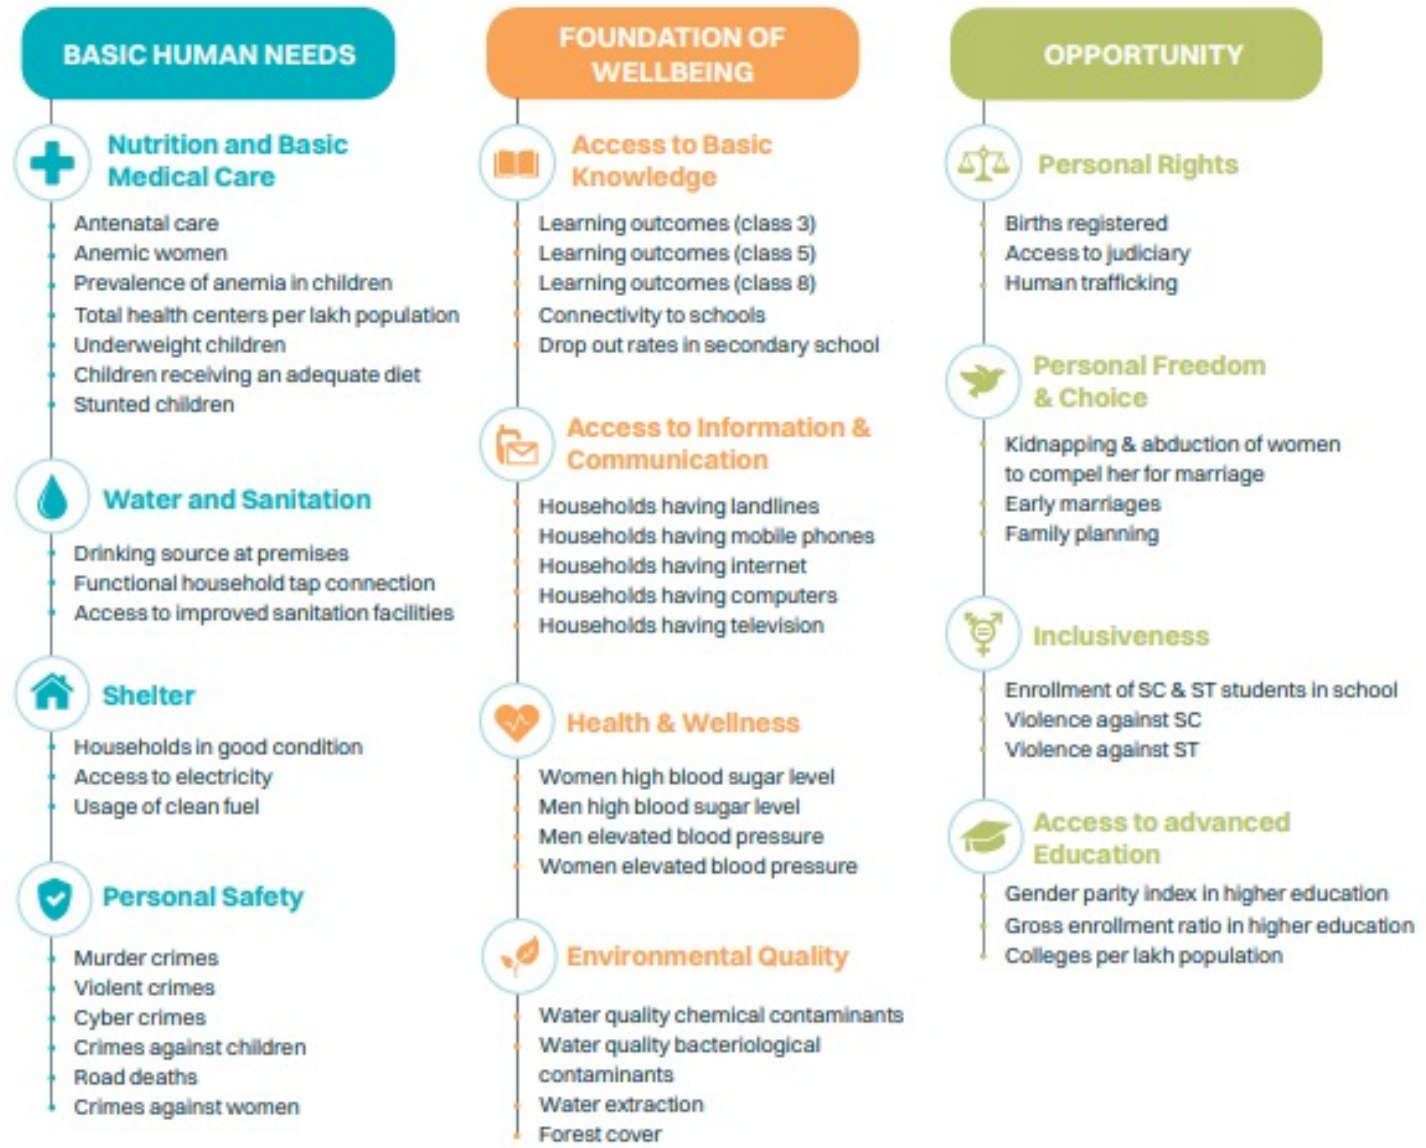 BASIC HUMAN NEEDS
Nutrition and Basic
Medical Care
Antenatal care
Anemic women
Prevalence of anemia in children
Total health centers per lakh population
Underweight children
Children receiving an adequate diet
Stunted children
Water and Sanitation
Drinking source at premises
Functional household tap connection
Access to improved sanitation facilities
Shelter
Households in good condition
Access to electricity
Usage of clean fuel
Personal Safety
Murder crimes
Violent crimes
Cyber crimes
Crimes against children
Road deaths
Crimes against women
FOUNDATION OF
WELLBEING
Access to Basic
Knowledge
Learning outcomes (class 3)
Learning outcomes (class 5)
Learning outcomes (class 8)
Connectivity to schools
Drop out rates in secondary school
Access to Information &
Communication
Households having landlines
Households having mobile phones
Households having internet
Households having computers
Households having television
Health & Wellness
Women high blood sugar level
Men high blood sugar level
Men elevated blood pressure
Women elevated blood pressure
Environmental Quality
Water quality chemical contaminants
Water quality bacteriological
contaminants
Water extraction
Forest cover
OPPORTUNITY
Personal Rights
Births registered
Access to judiciary
Human trafficking
Personal Freedom
& Choice
Kidnapping & abduction of women
to compel her for marriage
Early marriages
Family planning
Inclusiveness
Enrollment of SC & ST students in school
Violence against SC
Violence against ST
Access to advanced
Education
Gender parity index in higher education
Gross enrollment ratio in higher education
Colleges per lakh population